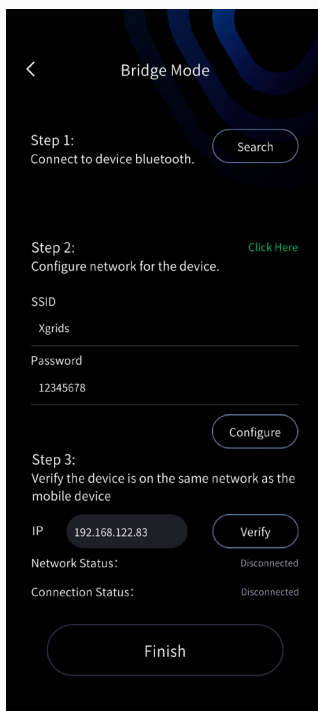 Bridge Mode
Step 1:
Connect to device bluetooth.
Search
Step 2:
Click Here
Configure network for the device.
SSID
Xgrids
Password
12345678
Configure
Step 3:
Verify the device is on the same network as the
mobile device
IP 192.168.122.83 Verify
Network Status: Disconnected
Connection Status: Disconnected
Finish